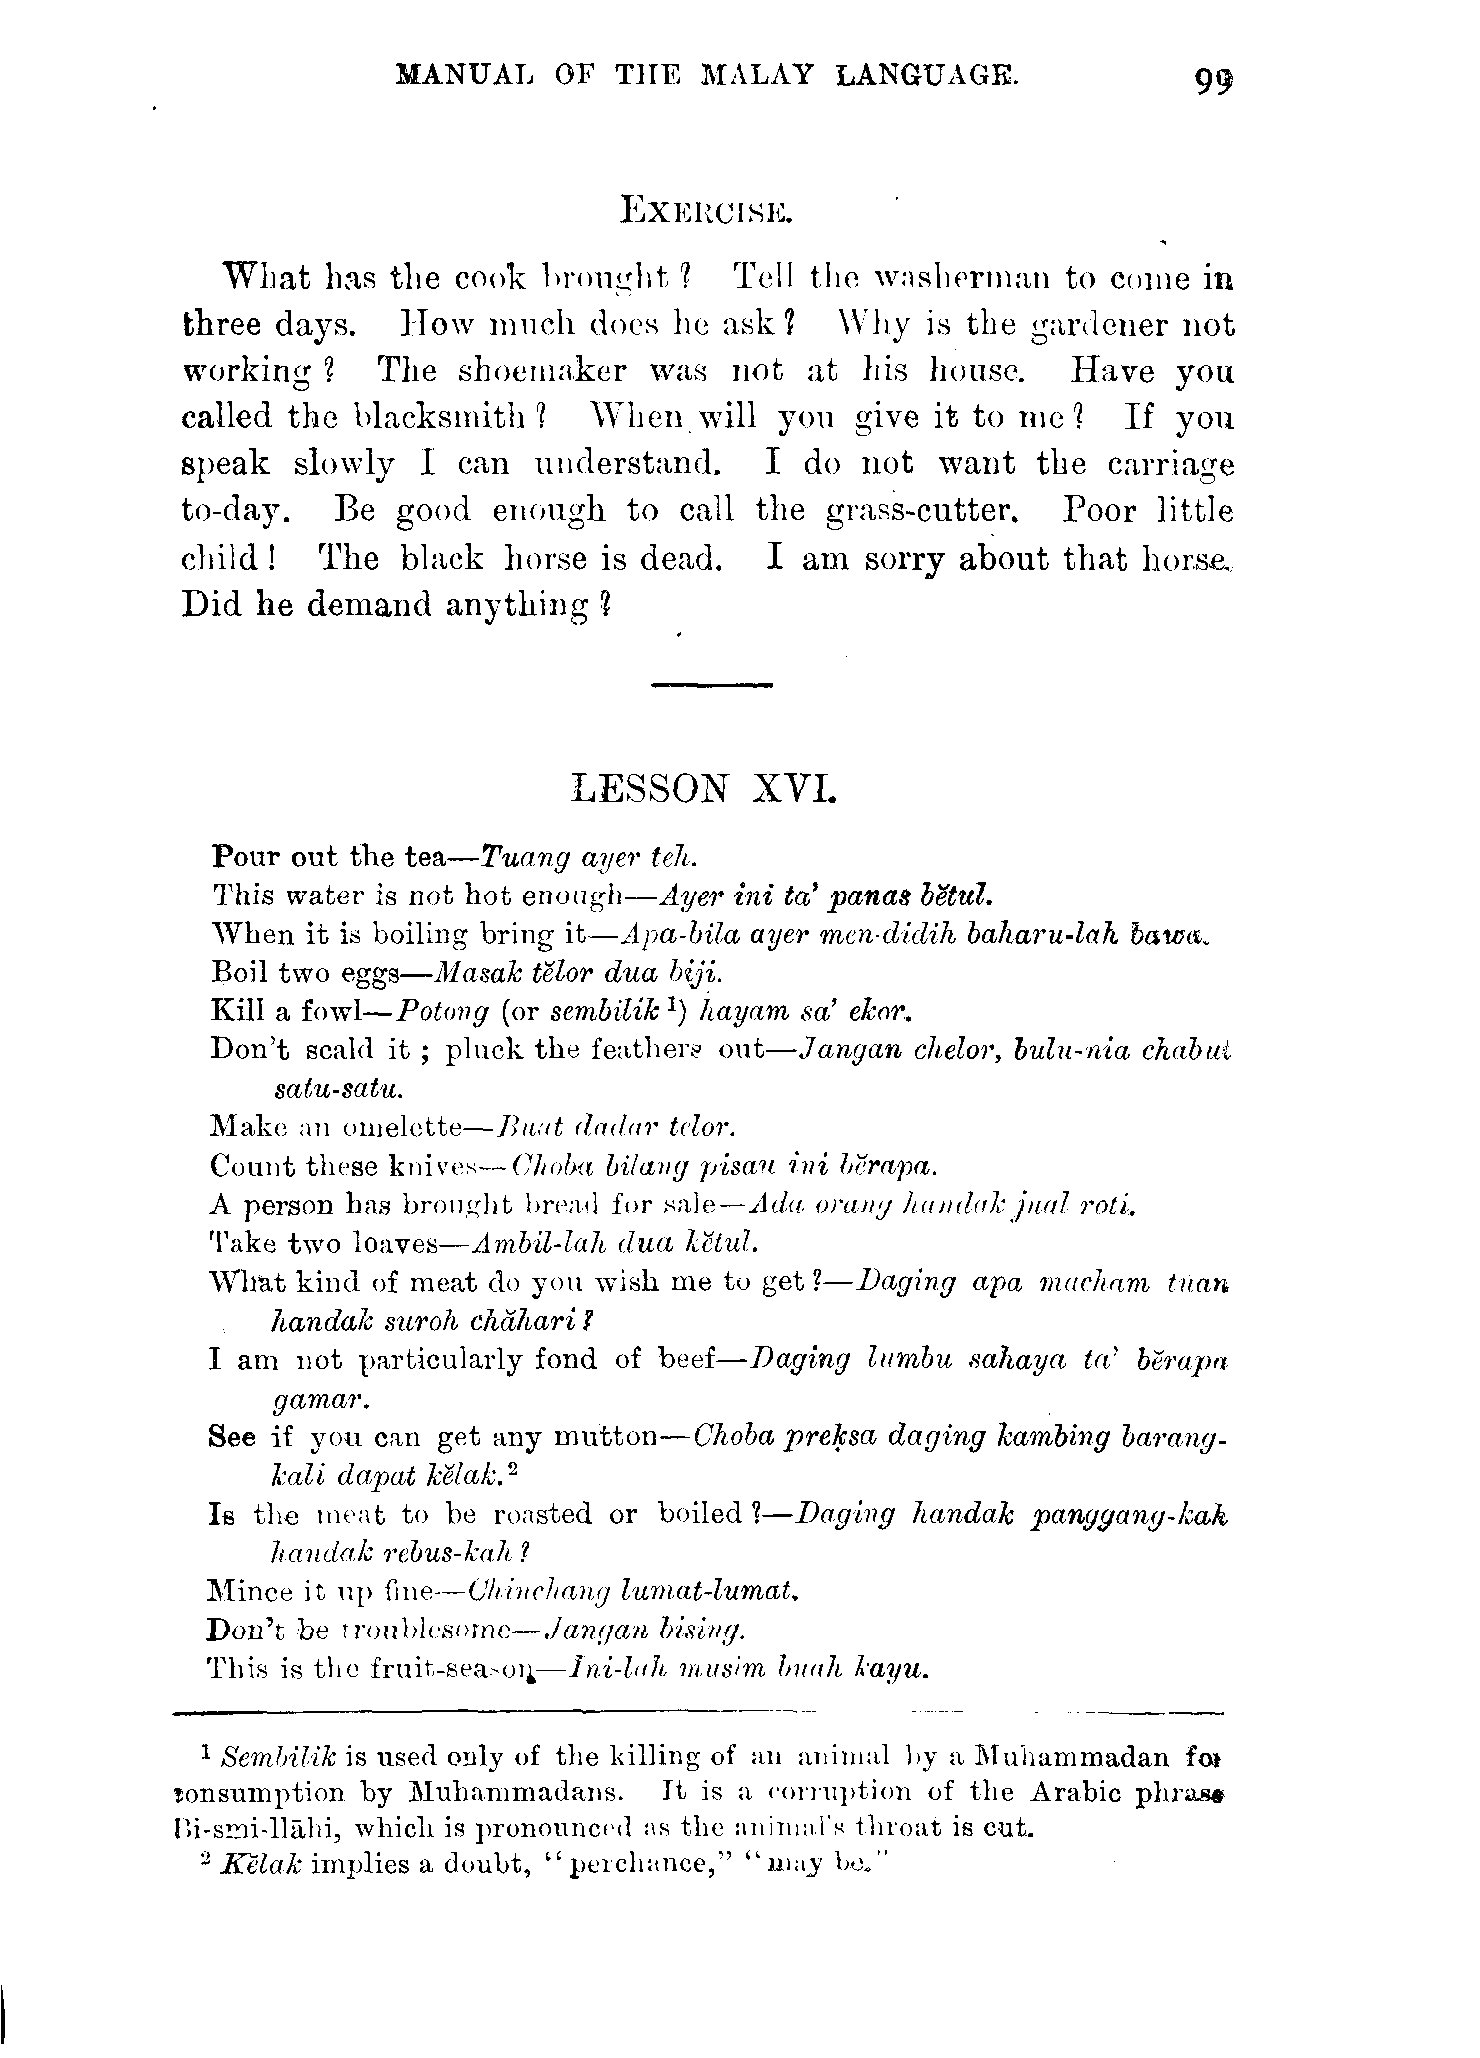 MANUAL OF THE MALAY LANGUAGE. 99
EXERCISE.
What has the cook brought? Tell the washerman to come in
three days. How much does he ask? Why is the gardener not
working? The shoemaker was not at his house. Have you
called the blacksmith? When will you give it to me? If you
speak slowly I can understand. I do not want the carriage
to-day. Be good enough to call the grass-cutter. Poor little
child! The black horse is dead. I am sorry about that horse.
Did he demand anything?
LESSON XVI.
Pour out the tea—Tuang ayer teh.
This water is not hot enough—Ayer ini ta' panas bĕtul.
When it is boiling bring it—Apa-bila ayer men-didih baharu-lah bawa.
Boil two eggs—Masak tĕlor dua biji.
Kill a fowl—Potong (or sembilik ¹) hayam sa' ekor.
Don't scald it; pluck the feathers out—Jangan chelor, bulu-nia chabut
satu-satu.
Make an omelette—Buat dadar telor.
Count these knives—Choba bilang pisau ini bĕrapa.
A person has brought bread for sale—Ada orang handak jual roti.
Take two loaves—Ambil-lah dua kĕtul.
What kind of meat do you wish me to get?—Daging apa macham tuan
handak suroh chăhari?
I am not particularly fond of beef—Daging lumbu sahaya ta' bĕrapa
gamar.
See if you can get any mutton—Choba preḳsa daging kambing barang-
kali dapat kĕlak.²
Is the meat to be roasted or boiled?—Daging handak panggang-kah
handak rebus-kah?
Mince it up fine—Chinchang lumat-lumat.
Don't be troublesome—Jangan bising.
This is the fruit-season—Ini-lah musim buah kayu.
¹ Sembilik is used only of the killing of an animal by a Muhammadan for
consumption by Muhammadans. It is a corruption of the Arabic phrase
Bi-smi-llāhi, which is pronounced as the animal's throat is cut.
² Kĕlak implies a doubt, "perchance," "may be."